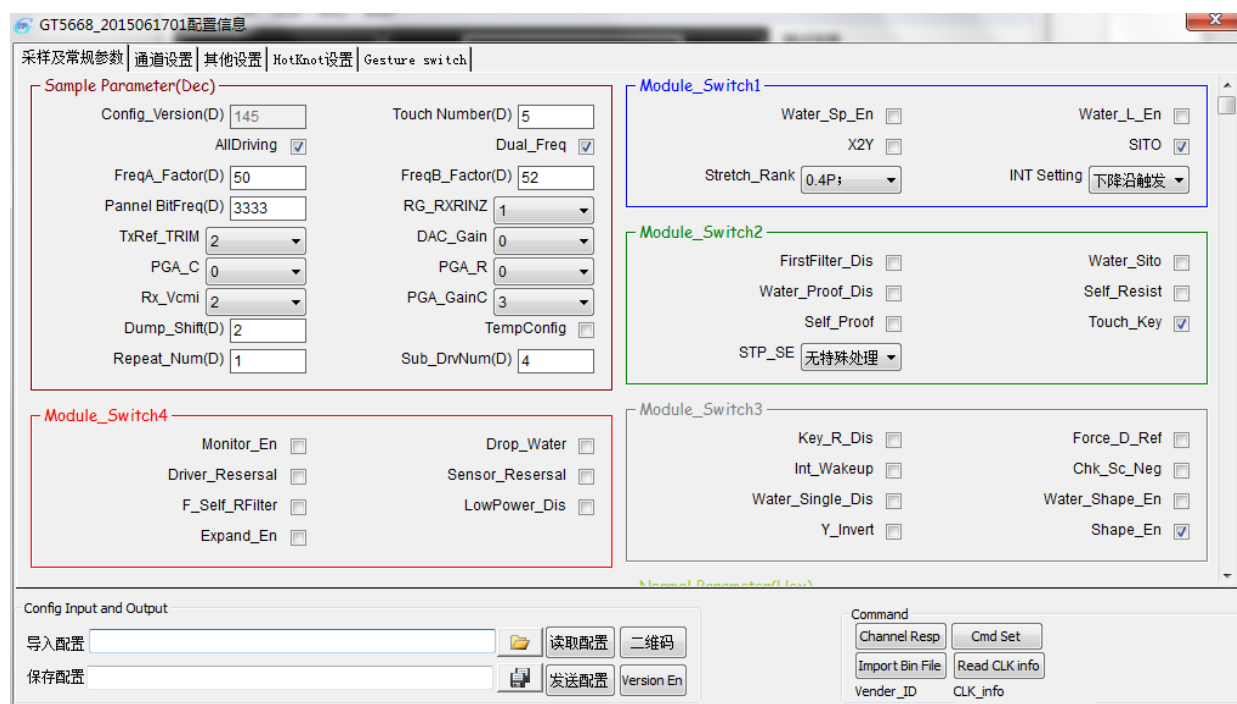 GT5668_2015061701配置信息
采样及常规参数 通道设置 其他设置 HotKnot设置 Gesture switch
Sample Parameter(Dec)
Config_Version(D) 145 Touch Number(D) 5
AllDriving Dual_Freq
FreqA_Factor(D) 50 FreqB_Factor(D) 52
Pannel BitFreq(D) 3333 RG_RXRINZ 1
TxRef_TRIM 2 DAC_Gain 0
PGA_C 0 PGA_R 0
Rx_Vcmi 2 PGA_GainC 3
Dump_Shift(D) 2 TempConfig
Repeat_Num(D) 1 Sub_DrvNum(D) 4
Module_Switch1
Water_Sp_En Water_L_En
X2Y SITO
Stretch_Rank 0.4P; INT Setting 下降沿触发
Module_Switch2
FirstFilter_Dis Water_Sito
Water_Proof_Dis Self_Resist
Self_Proof Touch_Key
STP_SE 无特殊处理
Module_Switch4
Monitor_En Drop_Water
Driver_Resersal Sensor_Resersal
F_Self_RFilter LowPower_Dis
Expand_En
Module_Switch3
Key_R_Dis Force_D_Ref
Int_Wakeup Chk_Sc_Neg
Water_Single_Dis Water_Shape_En
Y_Invert Shape_En
Normal Parameter(Hex)
Config Input and Output
导入配置 读取配置 二维码
保存配置 发送配置 Version En
Command
Channel Resp Cmd Set
Import Bin File Read CLK info
Vender_ID CLK_info